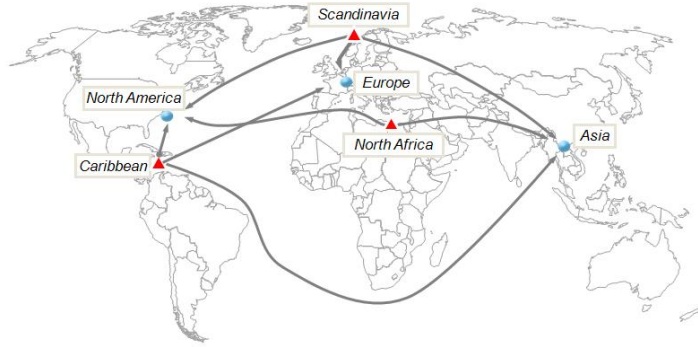 Scandinavia
Europe
North America
Asia
North Africa
Caribbean